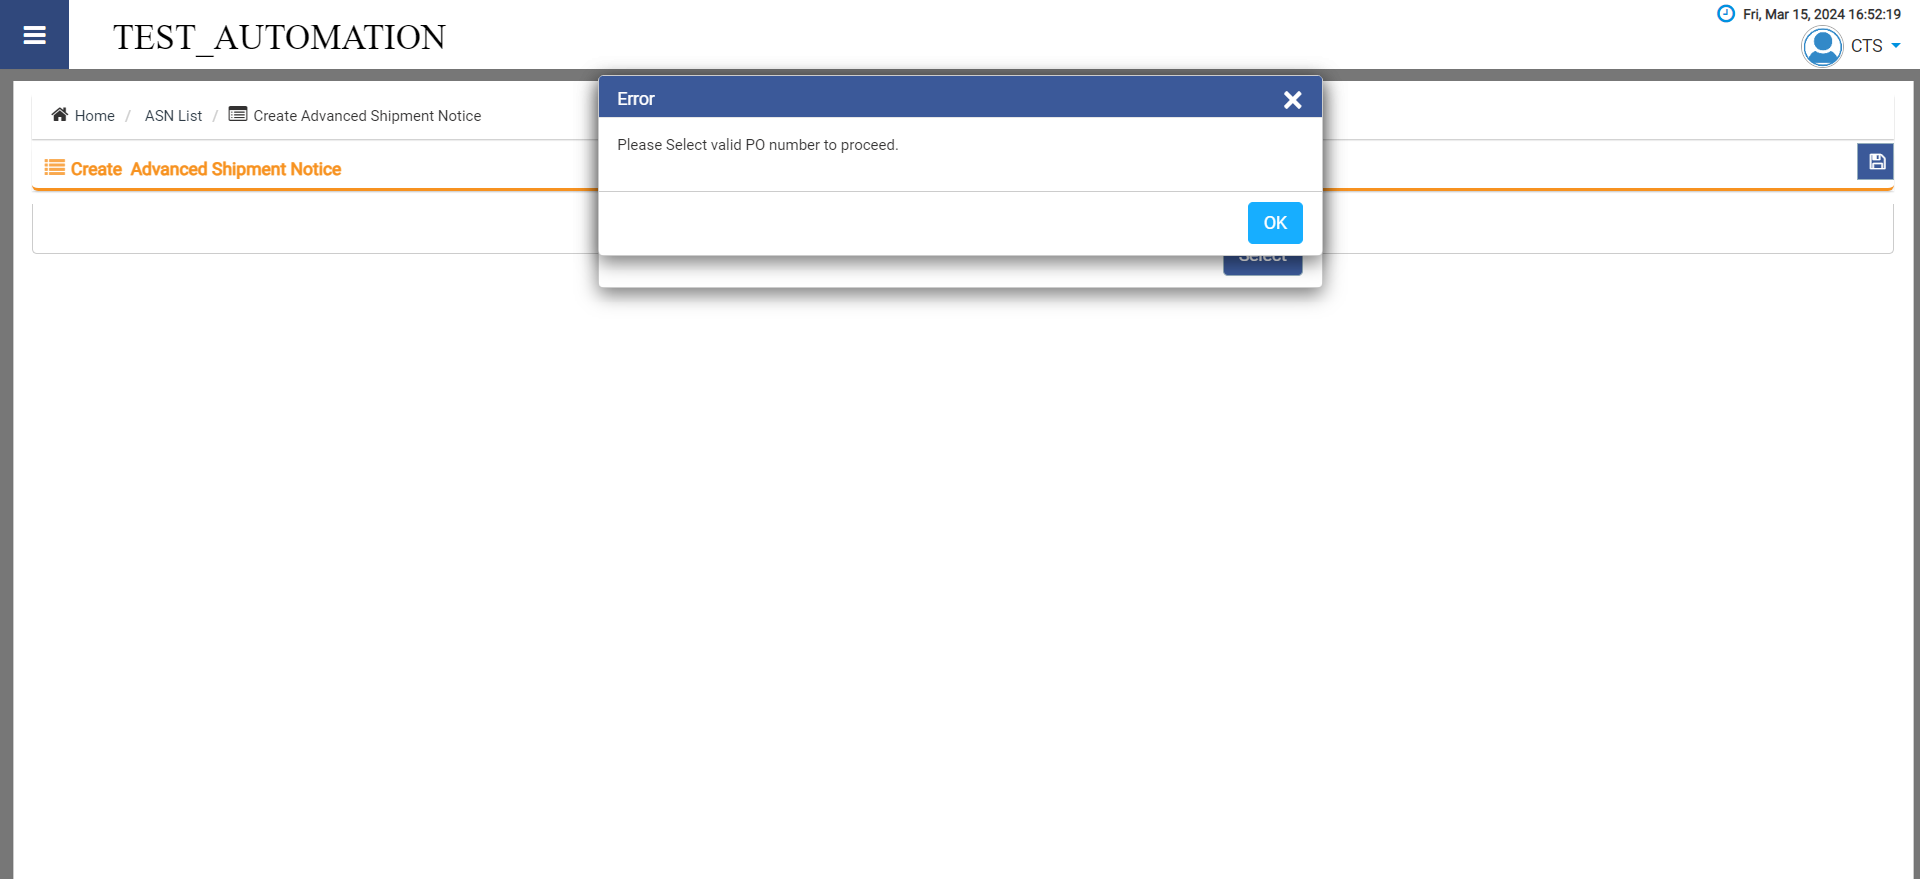 TEST_AUTOMATION
Fri, Mar 15, 2024 16:52:19
CTS
Home / ASN List / Create Advanced Shipment Notice
Create Advanced Shipment Notice
Error
Please Select valid PO number to proceed.
OK
Select